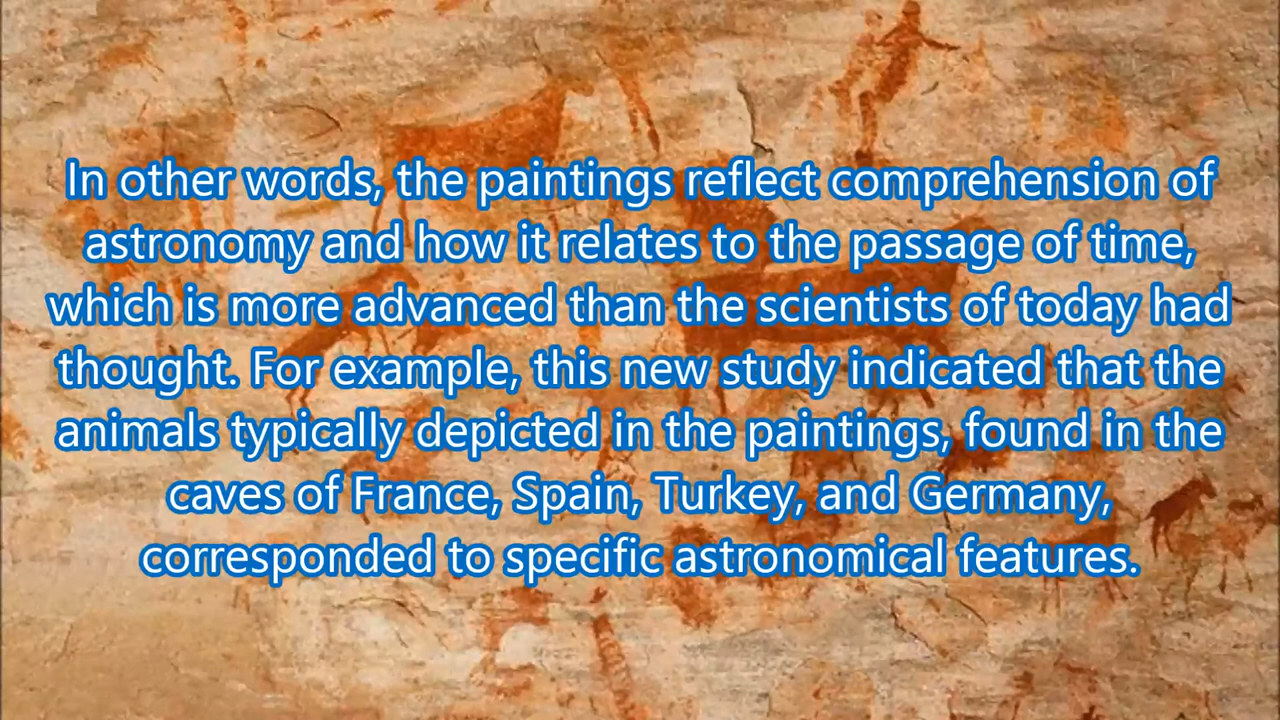 In other words, the paintings reflect comprehension of
astronomy and how it relates to the passage of time,
which is more advanced than the scientists of today had
thought. For example, this new study indicated that the
animals typically depicted in the paintings, found in the
caves of France, Spain, Turkey, and Germany,
corresponded to specific astronomical features.